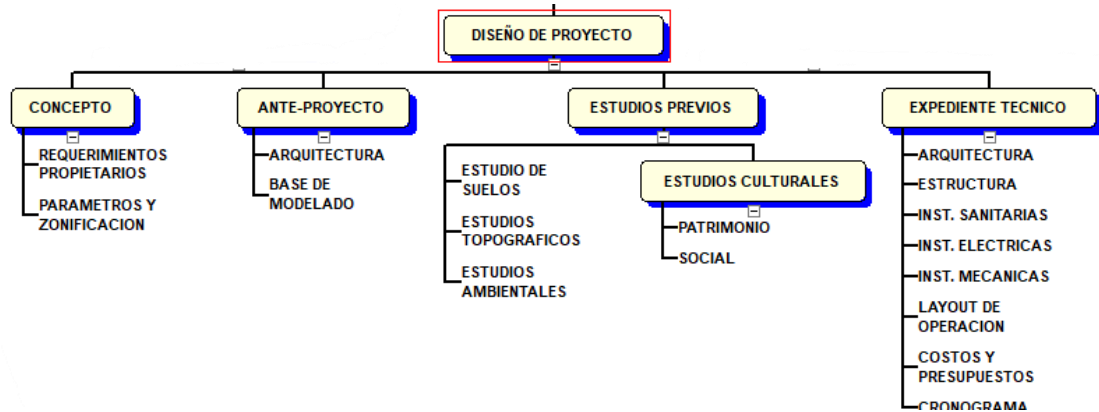 DISEÑO DE PROYECTO
CONCEPTO
REQUERIMIENTOS
PROPIETARIOS
PARAMETROS Y
ZONIFICACION
ANTE-PROYECTO
ARQUITECTURA
BASE DE
MODELADO
ESTUDIOS PREVIOS
ESTUDIO DE
SUELOS
ESTUDIOS
TOPOGRAFICOS
ESTUDIOS
AMBIENTALES
ESTUDIOS CULTURALES
PATRIMONIO
SOCIAL
EXPEDIENTE TECNICO
ARQUITECTURA
ESTRUCTURA
INST. SANITARIAS
INST. ELECTRICAS
INST. MECANICAS
LAYOUT DE
OPERACION
COSTOS Y
PRESUPUESTOS
CRONOGRAMA